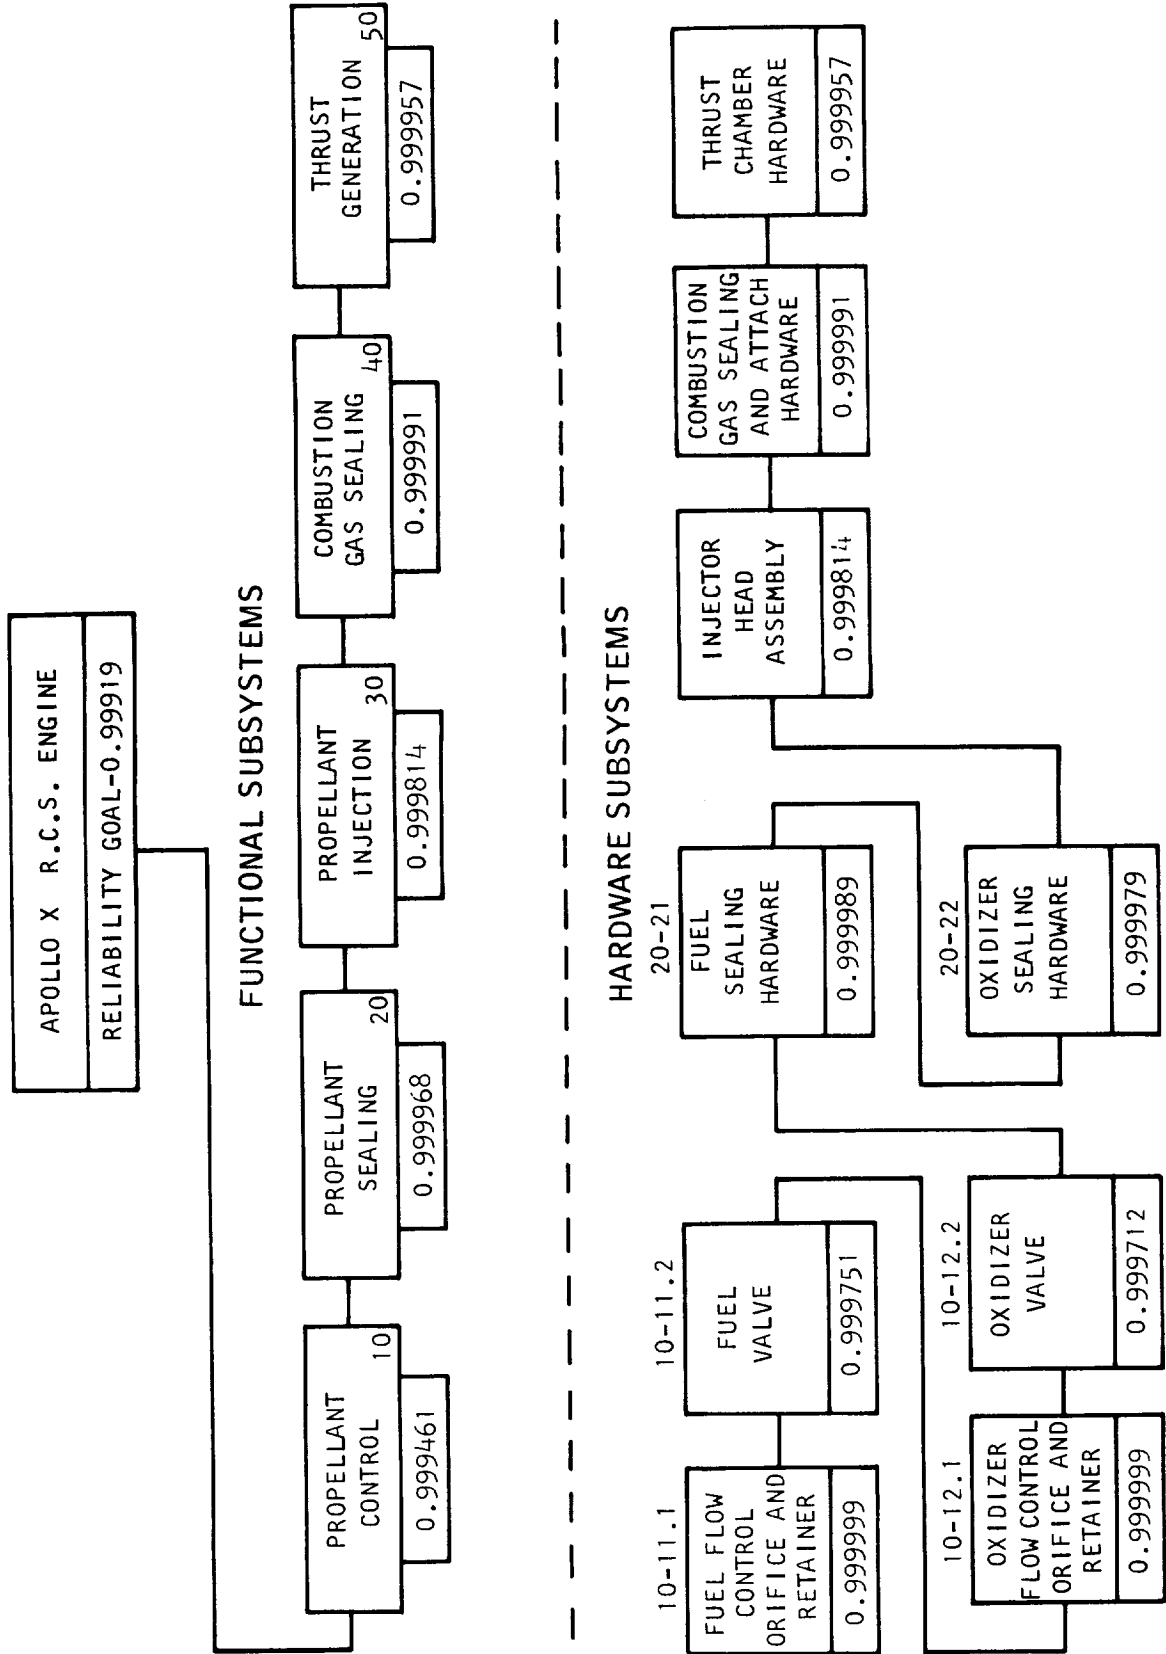 APOLLO X R.C.S. ENGINE
RELIABILITY GOAL-0.99919
FUNCTIONAL SUBSYSTEMS
PROPELLANT
CONTROL
10
0.999461
PROPELLANT
SEALING
20
0.999968
PROPELLANT
INJECTION
30
0.999814
COMBUSTION
GAS SEALING
40
0.999991
THRUST
GENERATION
50
0.999957
HARDWARE SUBSYSTEMS
10-11.1
FUEL FLOW
CONTROL
ORIFICE AND
RETAINER
0.999999
10-11.2
FUEL
VALVE
0.999751
20-21
FUEL
SEALING
HARDWARE
0.999989
INJECTOR
HEAD
ASSEMBLY
0.999814
COMBUSTION
GAS SEALING
AND ATTACH
HARDWARE
0.999991
THRUST
CHAMBER
HARDWARE
0.999957
10-12.1
OXIDIZER
FLOW CONTROL
ORIFICE AND
RETAINER
0.999999
10-12.2
OXIDIZER
VALVE
0.999712
20-22
OXIDIZER
SEALING
HARDWARE
0.999979